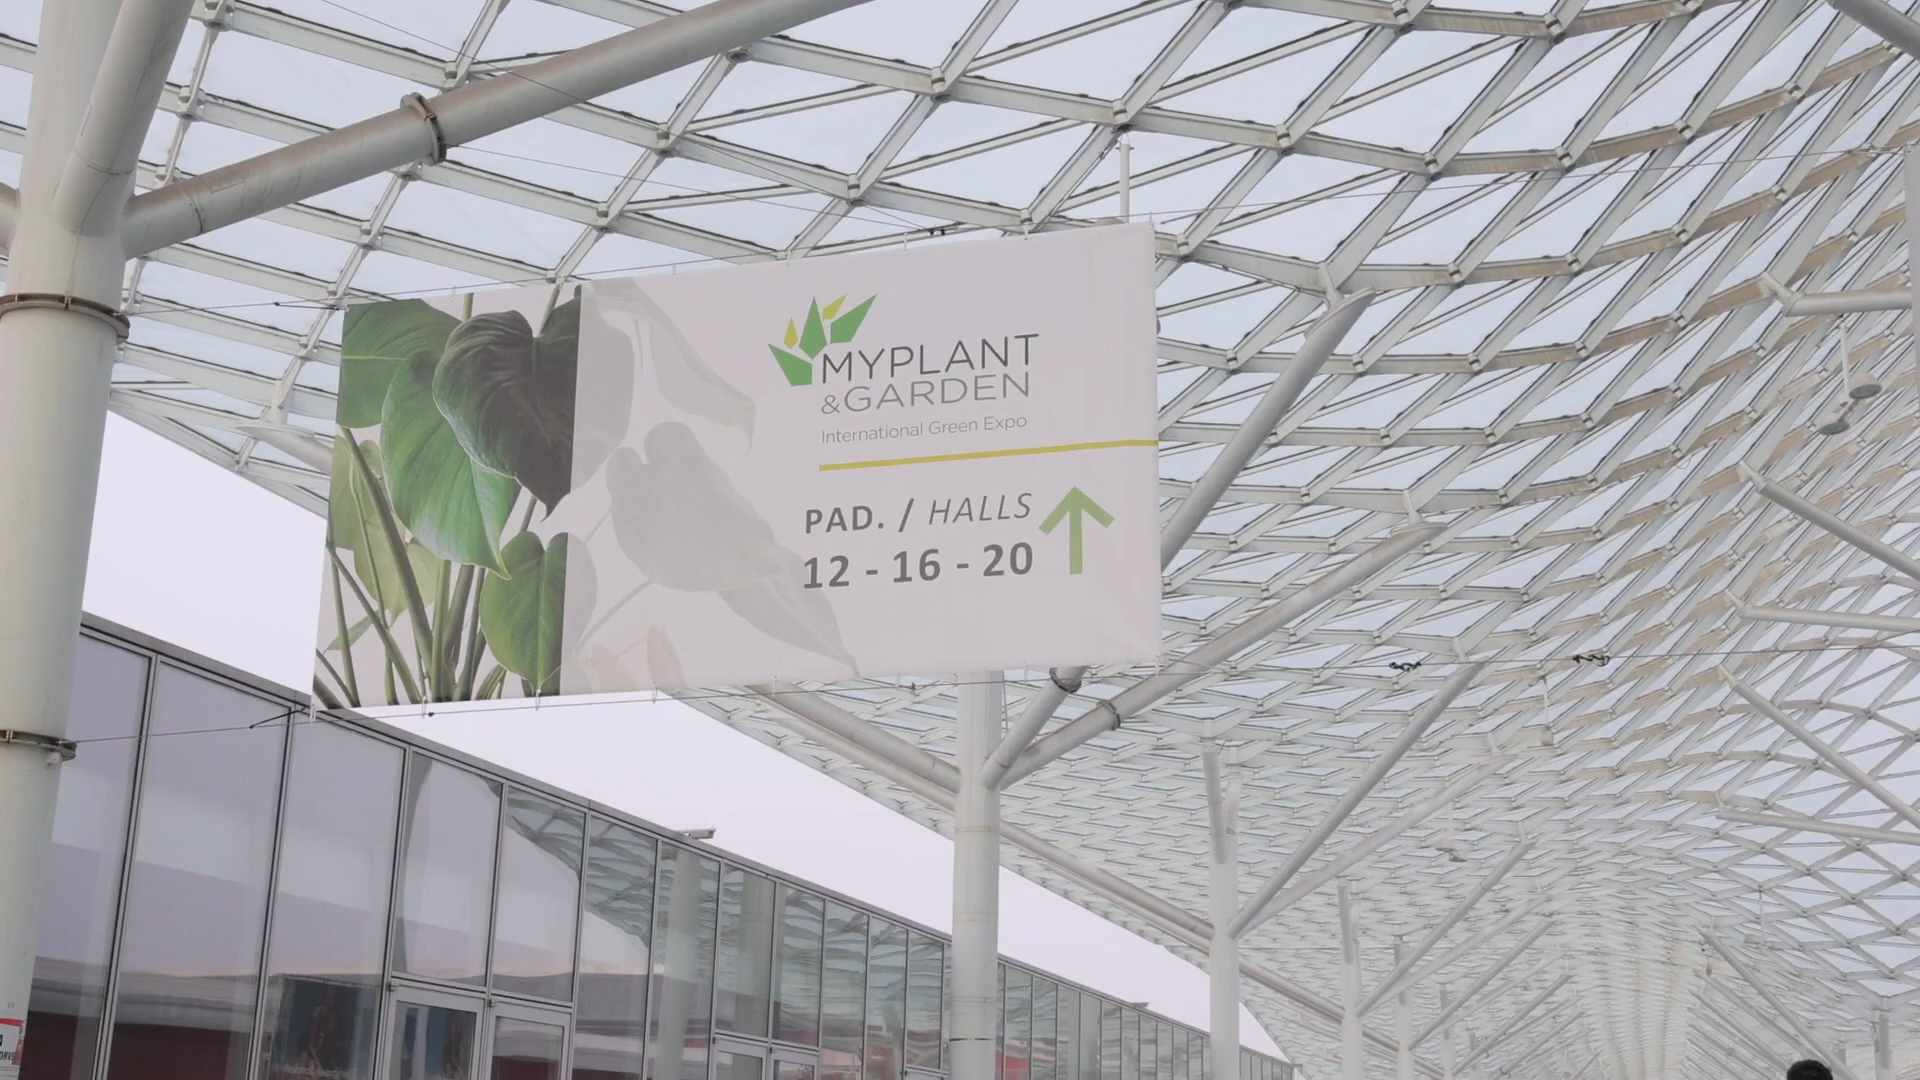 MYPLANT
&GARDEN
International Green Expo
PAD. / HALLS
12 - 16 - 20